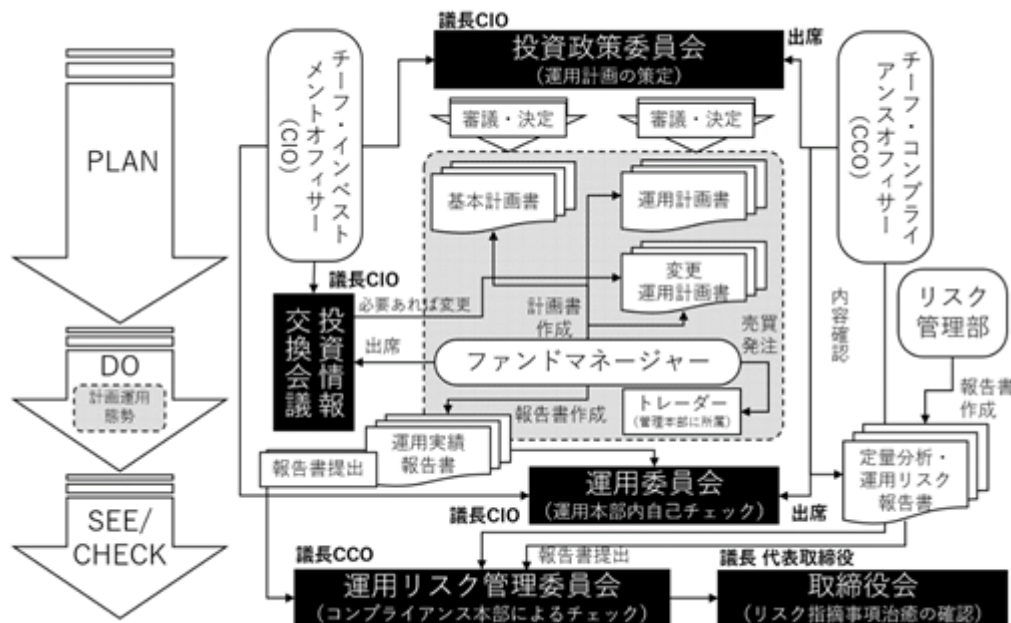 議長CIO
投資政策委員会
(運用計画の策定)
出席
チーフ・インベスト
メントオフィサー
(CIO)
チーフ・コンプライ
アンスオフィサー
(CCO)
PLAN
審議・決定
審議・決定
基本計画書
運用計画書
変更
運用計画書
議長CIO
必要あれば変更
計画書
作成
投資情報
交換会議
出席
売買
発注
ファンドマネージャー
内容確認
リスク
管理部
DO
計画運用
態勢
報告書作成
トレーダー
(管理本部に所属)
報告書
作成
運用実績
報告書
報告書提出
定量分析・
運用リスク
報告書
運用委員会
(運用本部内自己チェック)
議長CIO
出席
SEE/
CHECK
議長CCO
報告書提出
議長 代表取締役
運用リスク管理委員会
(コンプライアンス本部によるチェック)
取締役会
(リスク指摘事項治癒の確認)